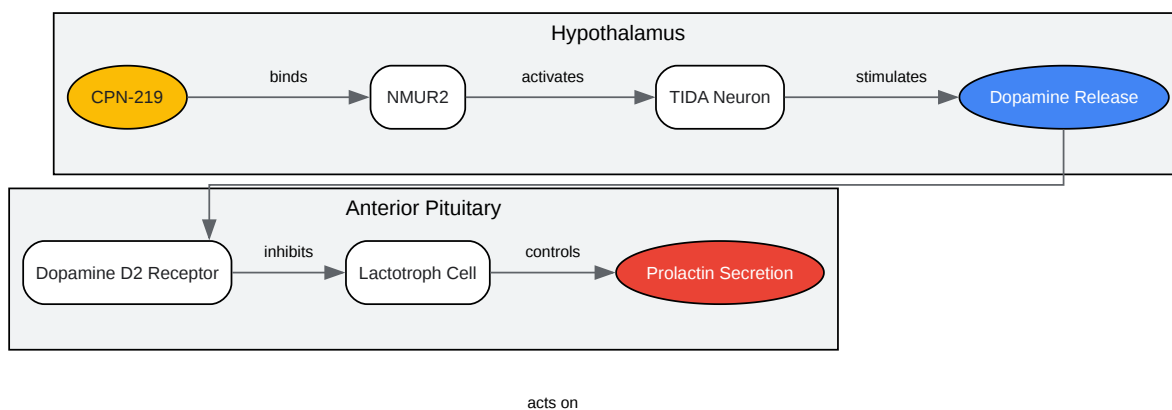 Hypothalamus
CPN-219
binds
NMUR2
activates
TIDA Neuron
stimulates
Dopamine Release
Anterior Pituitary
Dopamine D2 Receptor
inhibits
Lactotroph Cell
controls
Prolactin Secretion
acts on